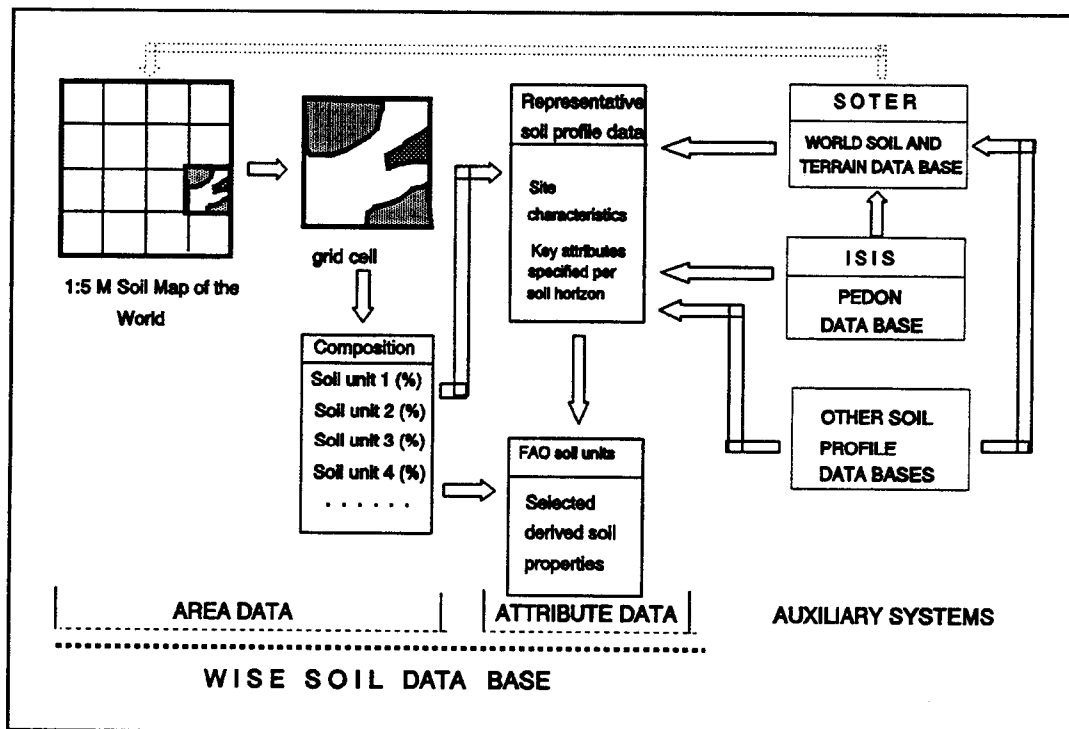 1:5 M Soil Map of the
World
grid cell
Composition
Soil unit 1 (%)
Soil unit 2 (%)
Soil unit 3 (%)
Soil unit 4 (%)
. . . . . .
Representative
soil profile data
Site
characteristics
Key attributes
specified per
soil horizon
FAO soil units
Selected
derived soil
properties
SOTER
WORLD SOIL AND
TERRAIN DATA BASE
ISIS
PEDON
DATA BASE
OTHER SOIL
PROFILE
DATA BASES
AREA DATA
ATTRIBUTE DATA
AUXILIARY SYSTEMS
WISE SOIL DATA BASE